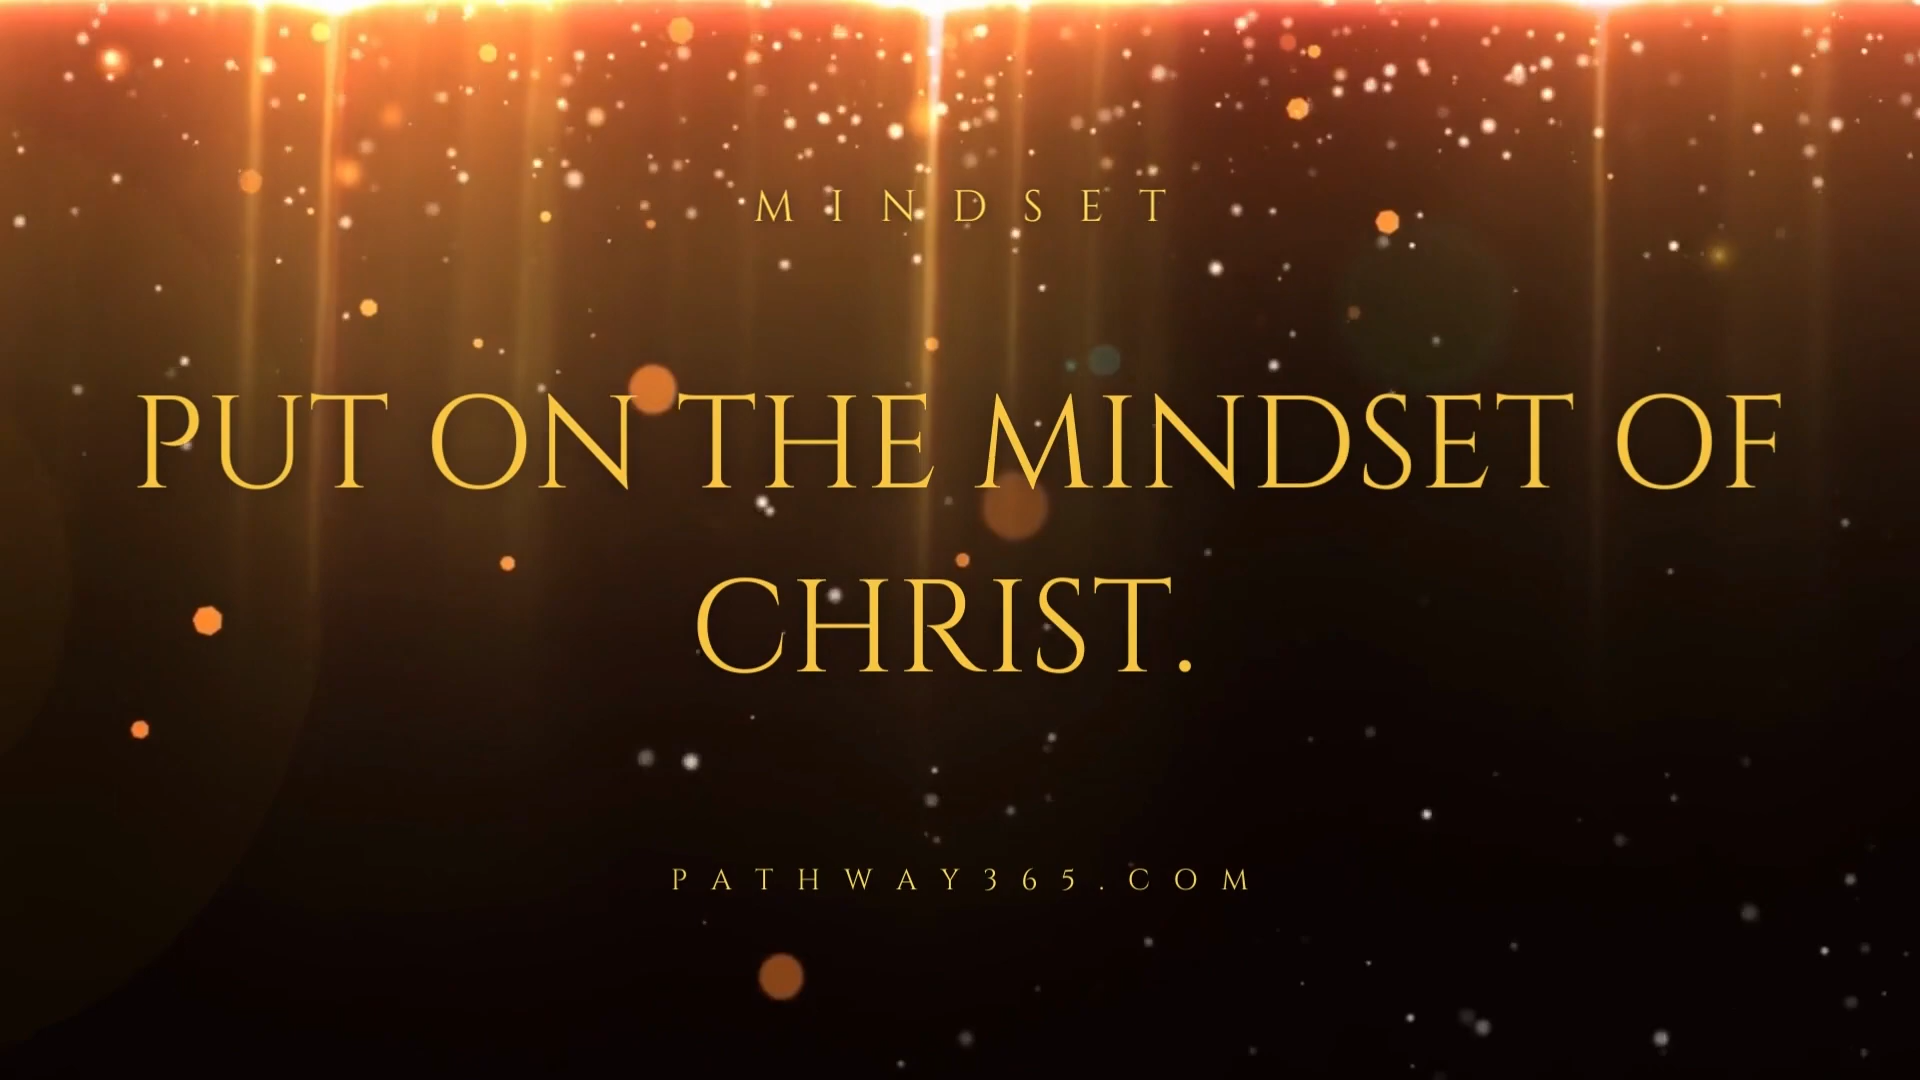 MINDSET
PUT ON THE MINDSET OF
CHRIST.
PATHWAY365.COM